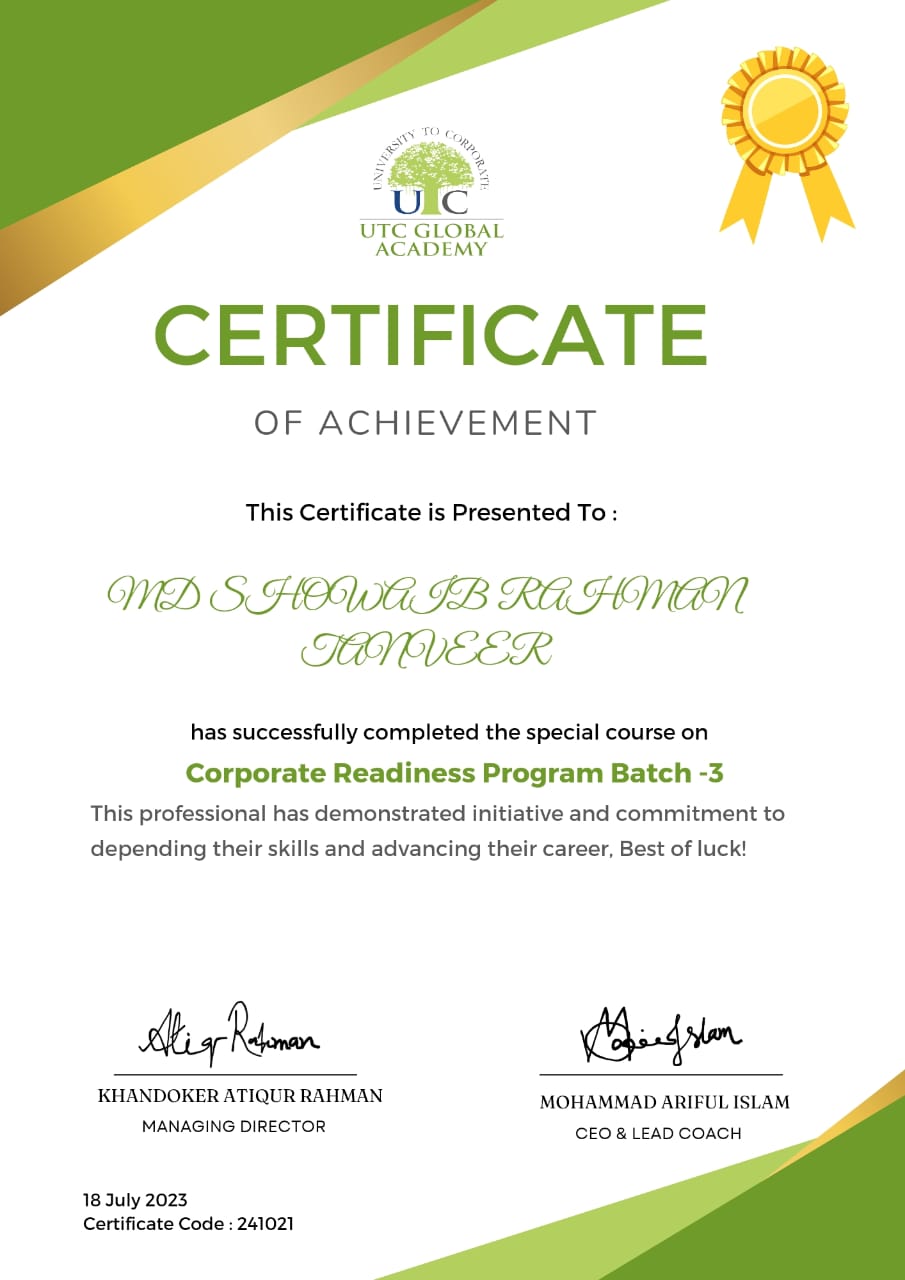 UNIVERSITY TO CORPORATE
UTC
UTC GLOBAL
ACADEMY
CERTIFICATE
OF ACHIEVEMENT
This Certificate is Presented To :
MD SHOWAIB RAHMAN
TANVEER
has successfully completed the special course on
Corporate Readiness Program Batch -3
This professional has demonstrated initiative and commitment to
depending their skills and advancing their career, Best of luck!
Atiqr Rahman
KHANDOKER ATIQUR RAHMAN
MANAGING DIRECTOR
Islam
MOHAMMAD ARIFUL ISLAM
CEO & LEAD COACH
18 July 2023
Certificate Code : 241021